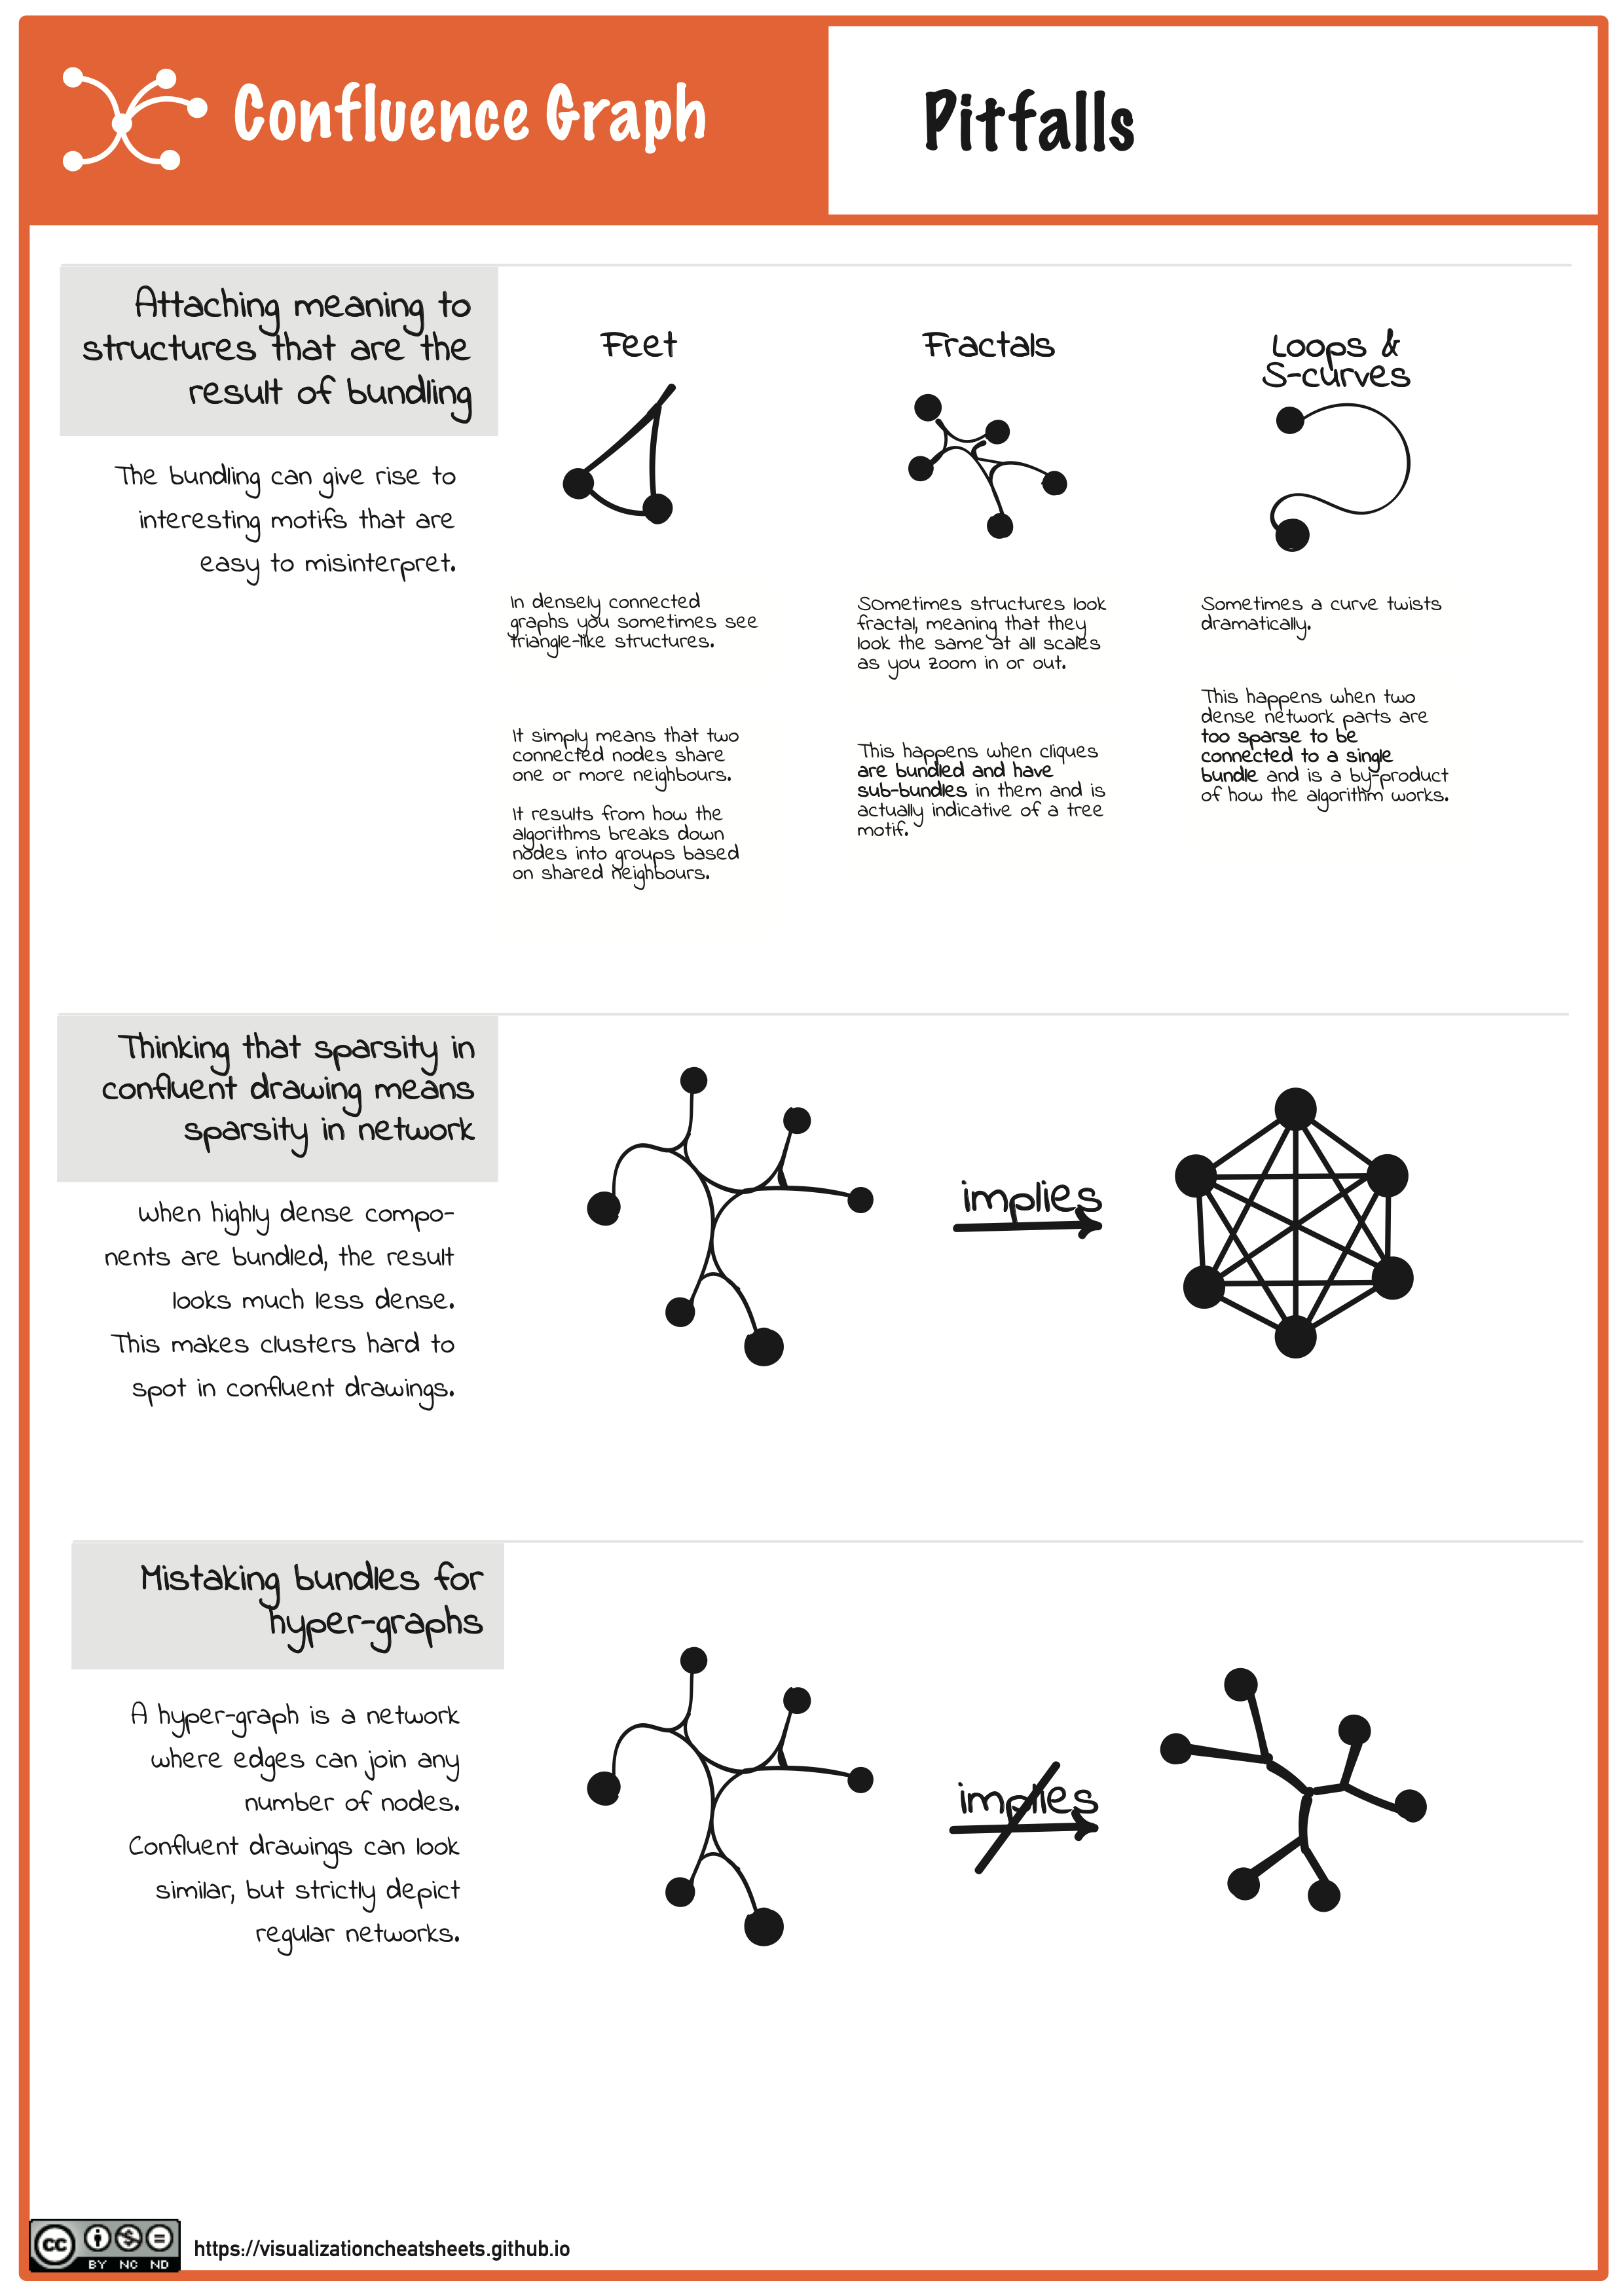 Confluence Graph
Pitfalls
Attaching meaning to
structures that are the
result of bundling
The bundling can give rise to
interesting motifs that are
easy to misinterpret.
Feet
In densely connected
graphs you sometimes see
triangle-like structures.
It simply means that two
connected nodes share
one or more neighbours.
It results from how the
algorithms breaks down
nodes into groups based
on shared neighbours.
Fractals
SOmetimes structures look
fractal, meaning that they
look the same at all scales
as you zoom in or out.
This happens when cliques
are bundled and have
sub-bundles in them and is
actually indicative of a tree
motif.
Loops &
S-curves
Sometimes a curve twists
dramatically.
This happens when two
dense network parts are
too sparse to be
connected to a single
bundle and is a by-product
of how the algorithm works.
Thinking that sparsity in
confluent drawing means
sparsity in network
when highly dense compo-
nents are bundled, the result
looks much less dense.
This makes clusters hard to
spot in confluent drawings.
implies
Mistaking bundles for
hyper-graphs
A hyper-graph is a network
where edges can join any
number of nodes.
Confluent drawings can look
similar, but strictly depict
regular networks.
implies
cc
BY NC ND
https://visualizationcheatsheets.github.io